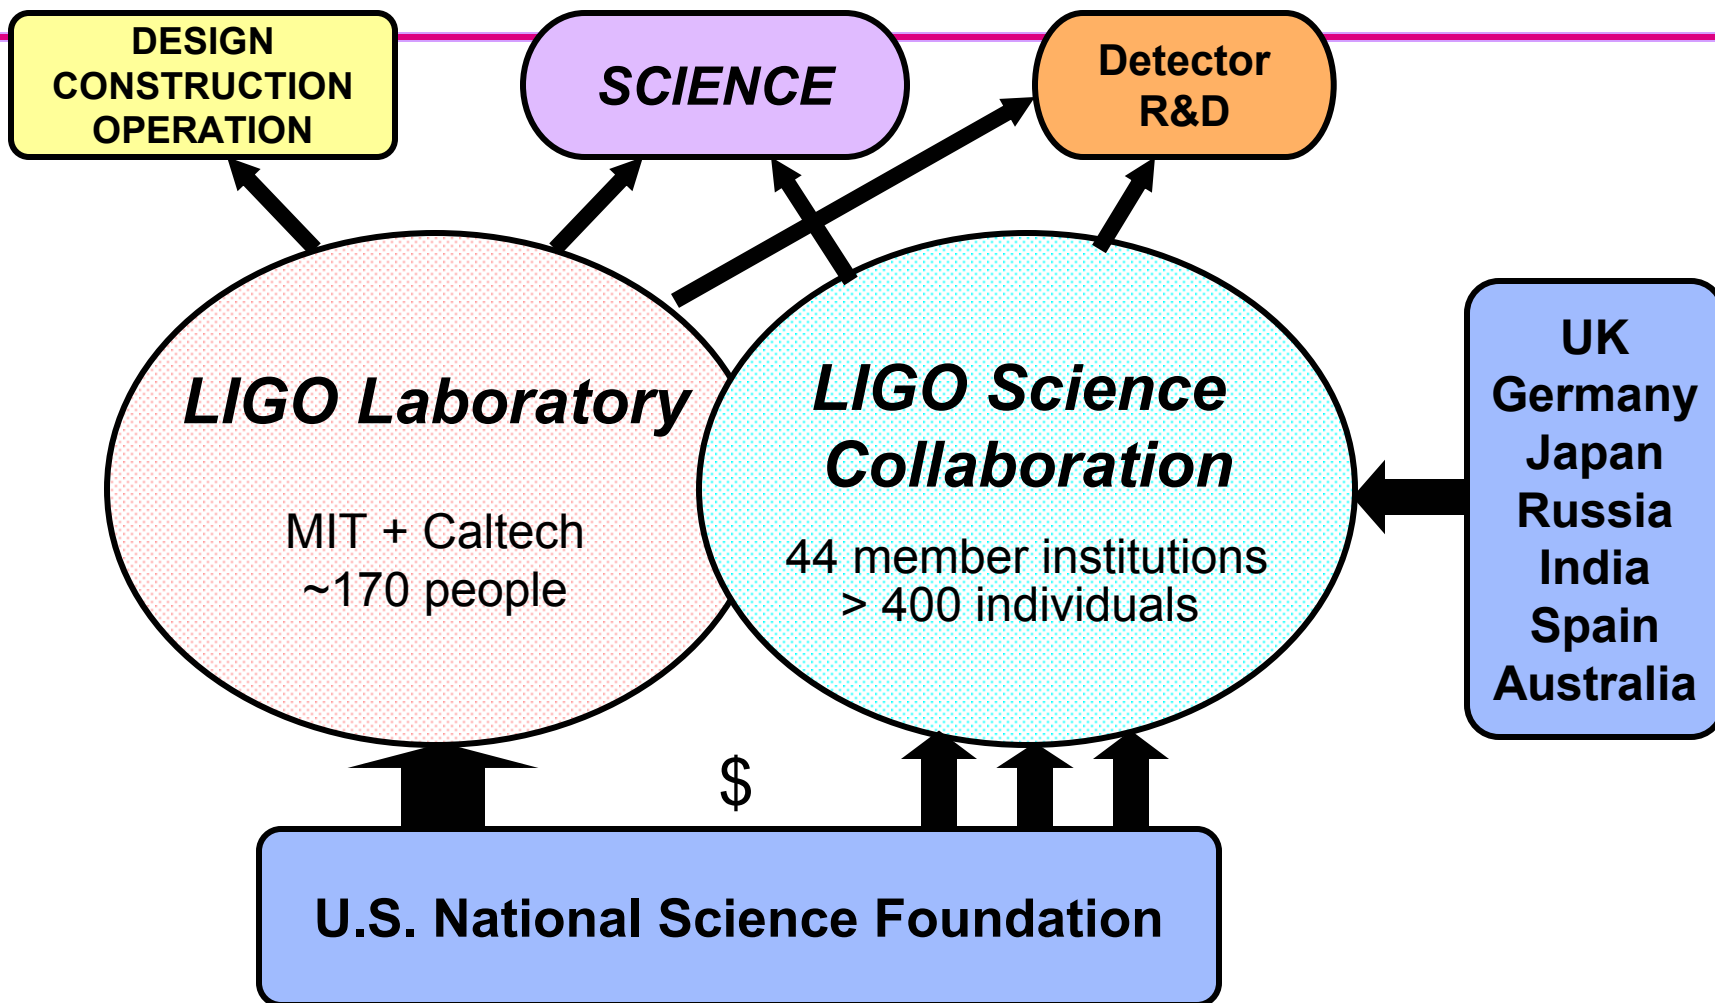 DESIGN
CONSTRUCTION
OPERATION
SCIENCE
Detector
R&D
LIGO Laboratory
MIT + Caltech
~170 people
LIGO Science
Collaboration
44 member institutions
> 400 individuals
UK
Germany
Japan
Russia
India
Spain
Australia
$
U.S. National Science Foundation